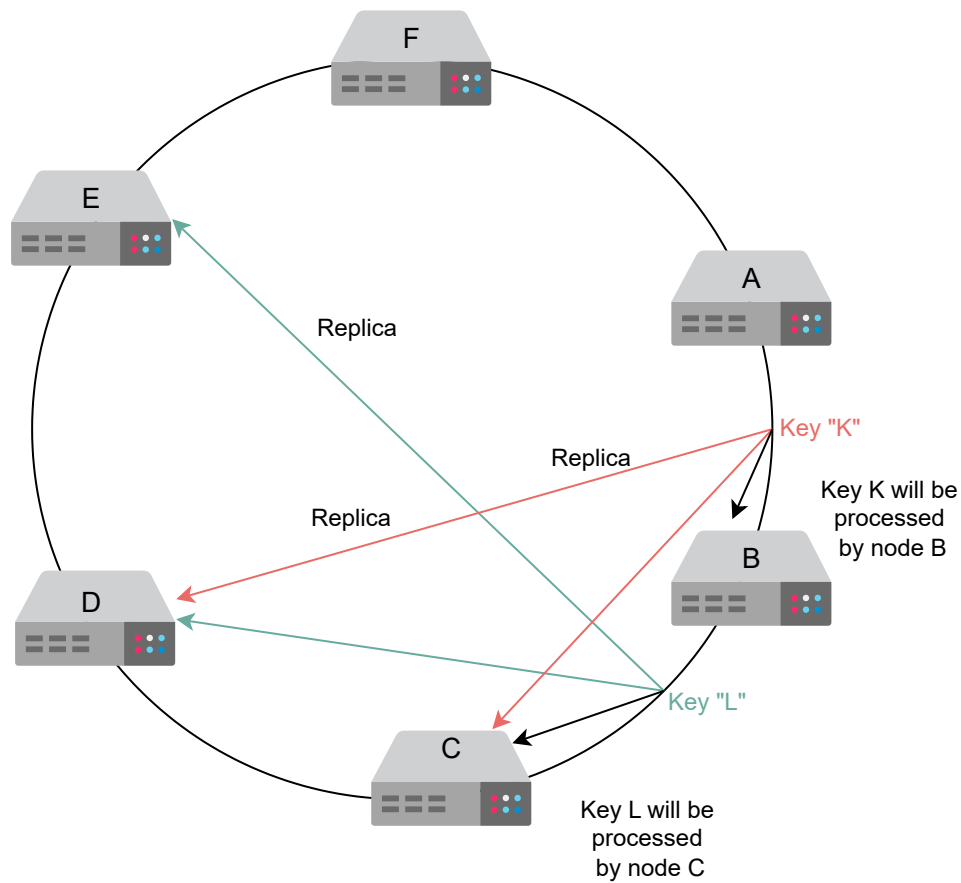 F
E
A
Replica
Key "K"
Replica
Key K will be
processed
by node B
Replica
B
D
Key "L"
C
Key L will be
processed
by node C